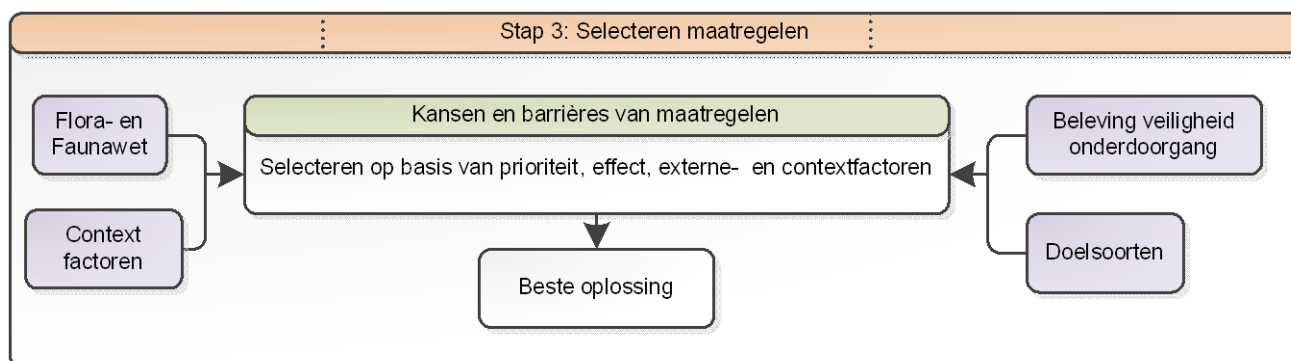 Stap 3: Selecteren maatregelen
Flora- en
Faunawet
Context
factoren
Kansen en barrières van maatregelen
Selecteren op basis van prioriteit, effect, externe- en contextfactoren
Beste oplossing
Beleving veiligheid
onderdoorgang
Doelsoorten